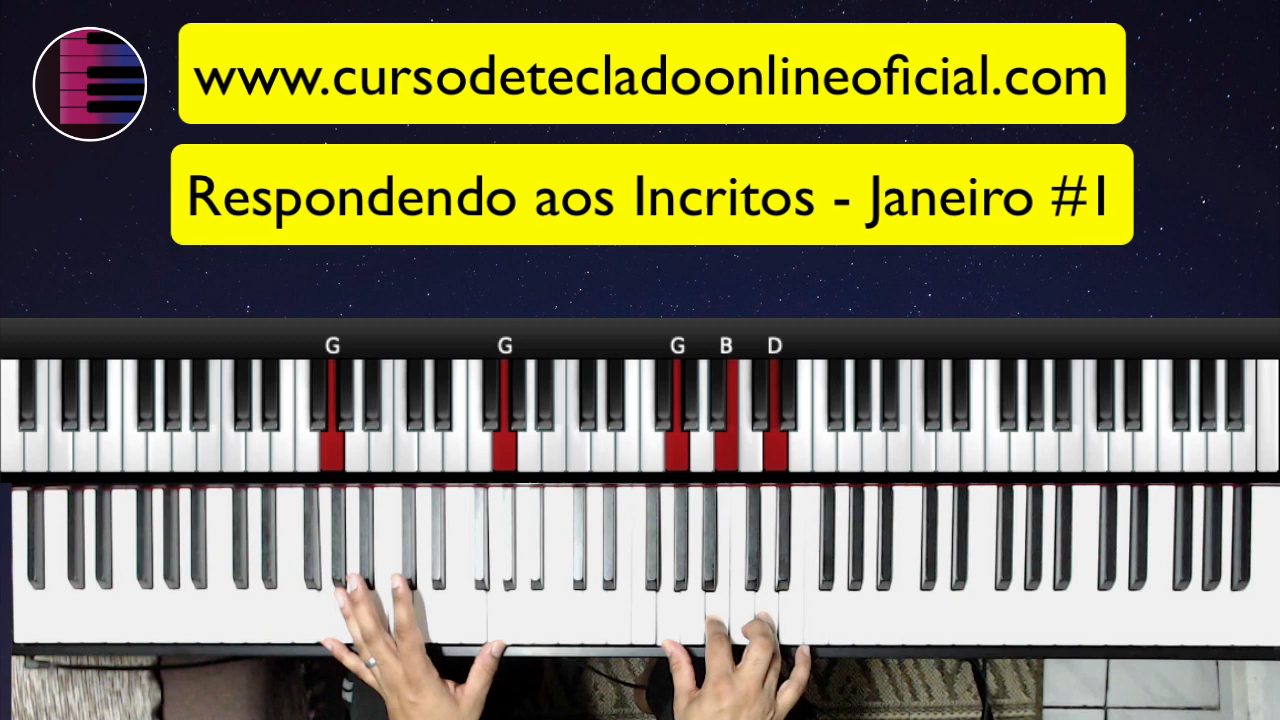 www.cursodetecladoonlineoficial.com
Respondendo aos Incritos - Janeiro #1
G G G B D